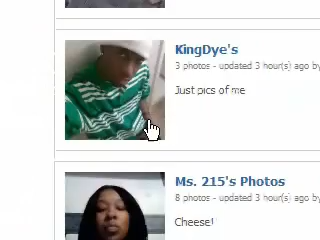 KingDye's
3 photos - updated 3 hour(s) ago by
Just pics of me
Ms. 215's Photos
8 photos - updated 3 hour(s) ago by
Cheese!